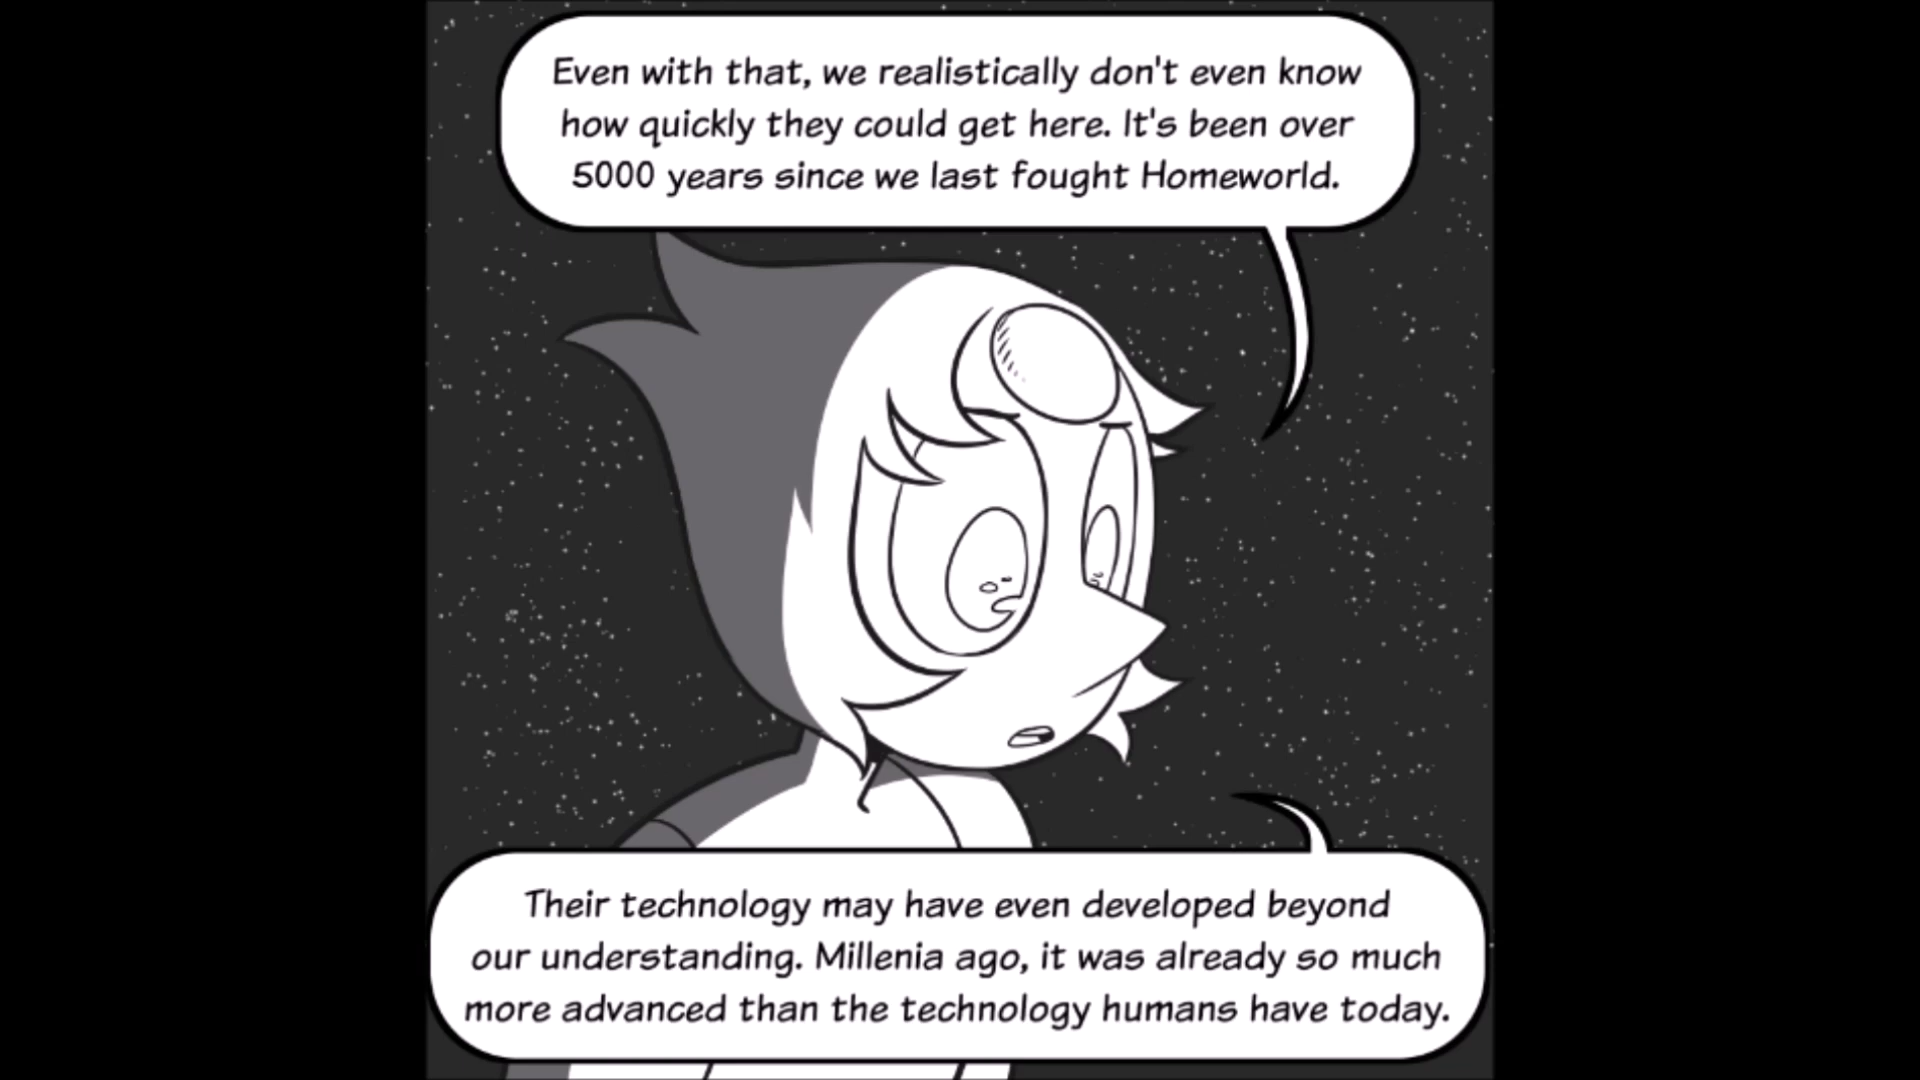 Even with that, we realistically don't even know
how quickly they could get here. It's been over
5000 years since we last fought Homeworld.
Their technology may have even developed beyond
our understanding. Millenia ago, it was already so much
more advanced than the technology humans have today.